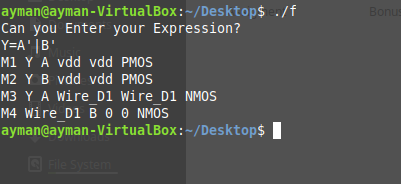 ayman@ayman-VirtualBox:~/Desktop$ ./f
Can you Enter your Expression?
Y=A'|B'
M1 Y A vdd vdd PMOS
M2 Y B vdd vdd PMOS
M3 Y A Wire_D1 Wire_D1 NMOS
M4 Wire_D1 B 0 0 NMOS
ayman@ayman-VirtualBox:~/Desktop$
File System
Bonus